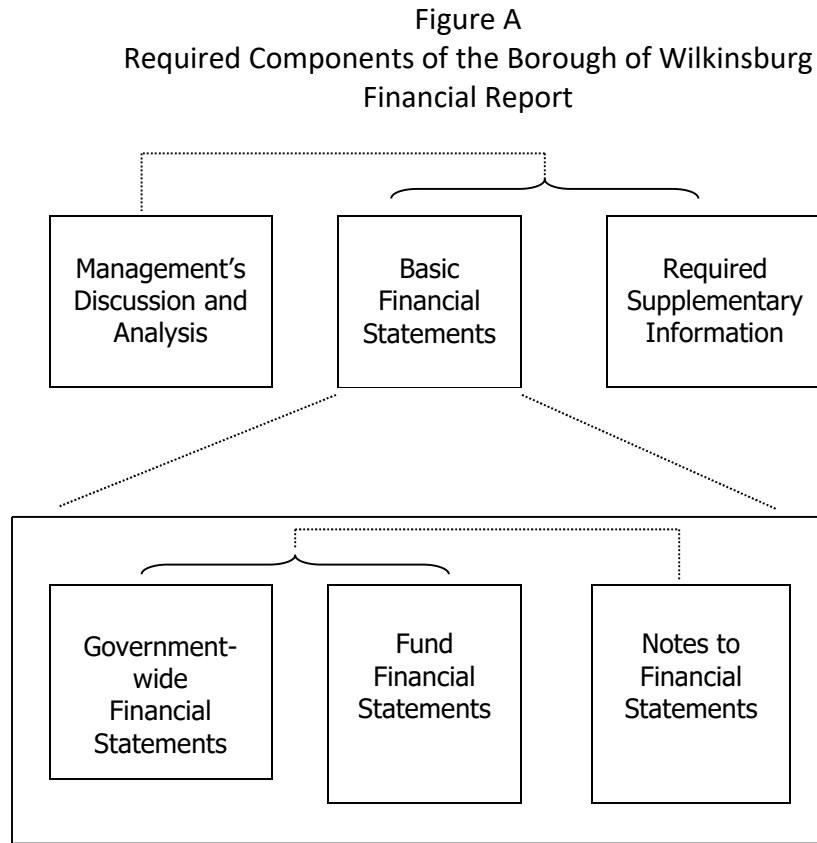 Figure A
Required Components of the Borough of Wilkinsburg
Financial Report
Management’s
Discussion and
Analysis
Basic
Financial
Statements
Required
Supplementary
Information
Government-
wide
Financial
Statements
Fund
Financial
Statements
Notes to
Financial
Statements